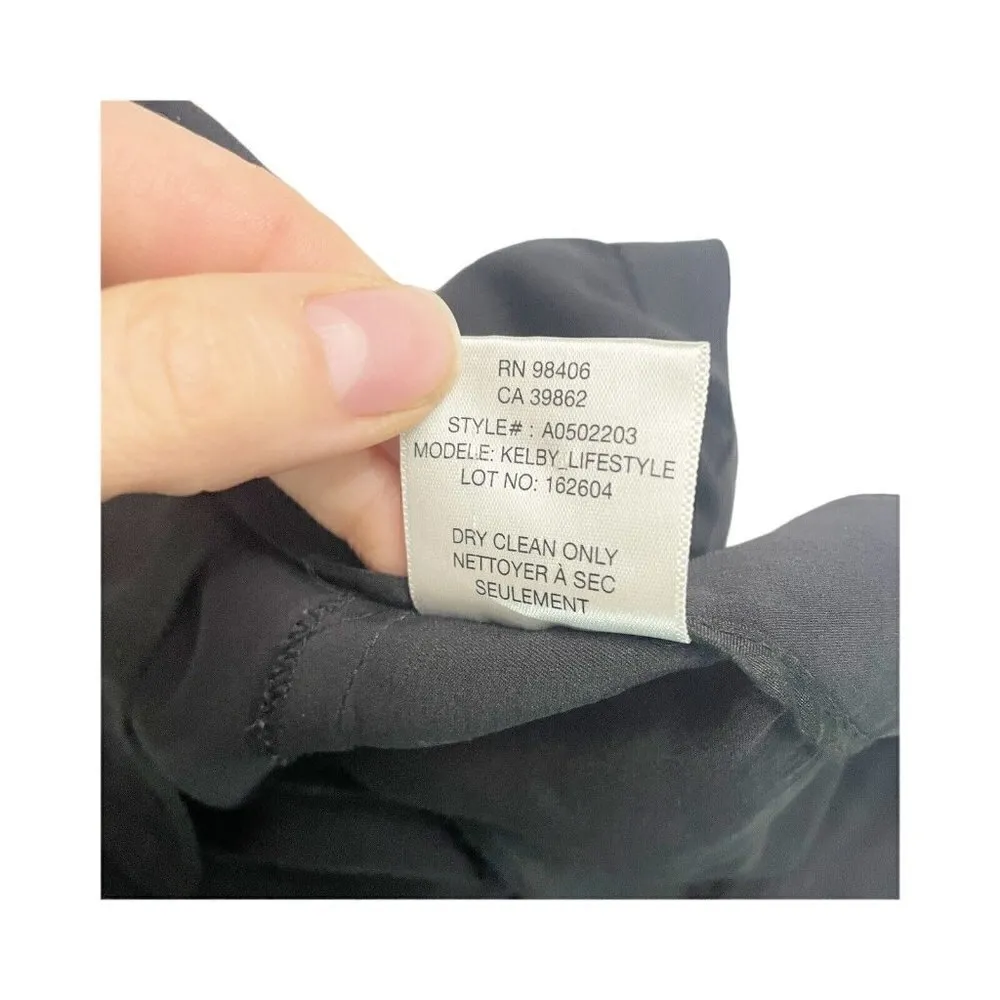 RN 98406
CA 39862
STYLE# : A0502203
MODELE: KELBY_LIFESTYLE
LOT NO: 162604
DRY CLEAN ONLY
NETTOYER À SEC
SEULEMENT